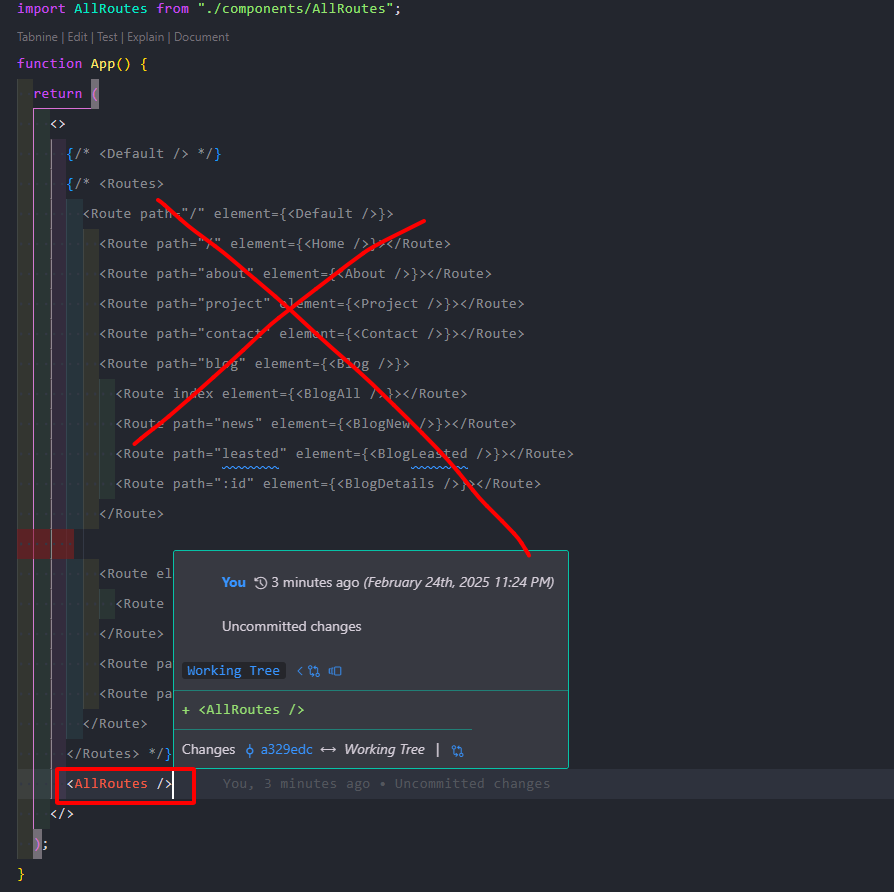 import AllRoutes from "./components/AllRoutes";
Tabnine | Edit | Test | Explain | Document
function App() {
return (
<>
{/* <Default /> */}
{/* <Routes>
<Route path="/" element={<Default />}>
<Route path="/" element={<Home />}></Route>
<Route path="about" element={<About />}></Route>
<Route path="project" element={<Project />}></Route>
<Route path="contact" element={<Contact />}></Route>
<Route path="blog" element={<Blog />}>
<Route index element={<BlogAll />}></Route>
<Route path="news" element={<BlogNew />}></Route>
<Route path="leasted" element={<BlogLeasted />}></Route>
<Route path=":id" element={<BlogDetails />}></Route>
</Route>
<Route el
<Route
</Route>
<Route pa
<Route pa
</Route>
</Routes> */}
<AllRoutes /> You, 3 minutes ago • Uncommitted changes
</>
);
}
You 3 minutes ago (February 24th, 2025 11:24 PM)
Uncommitted changes
Working Tree
+ <AllRoutes />
Changes a329edc ↔ Working Tree |